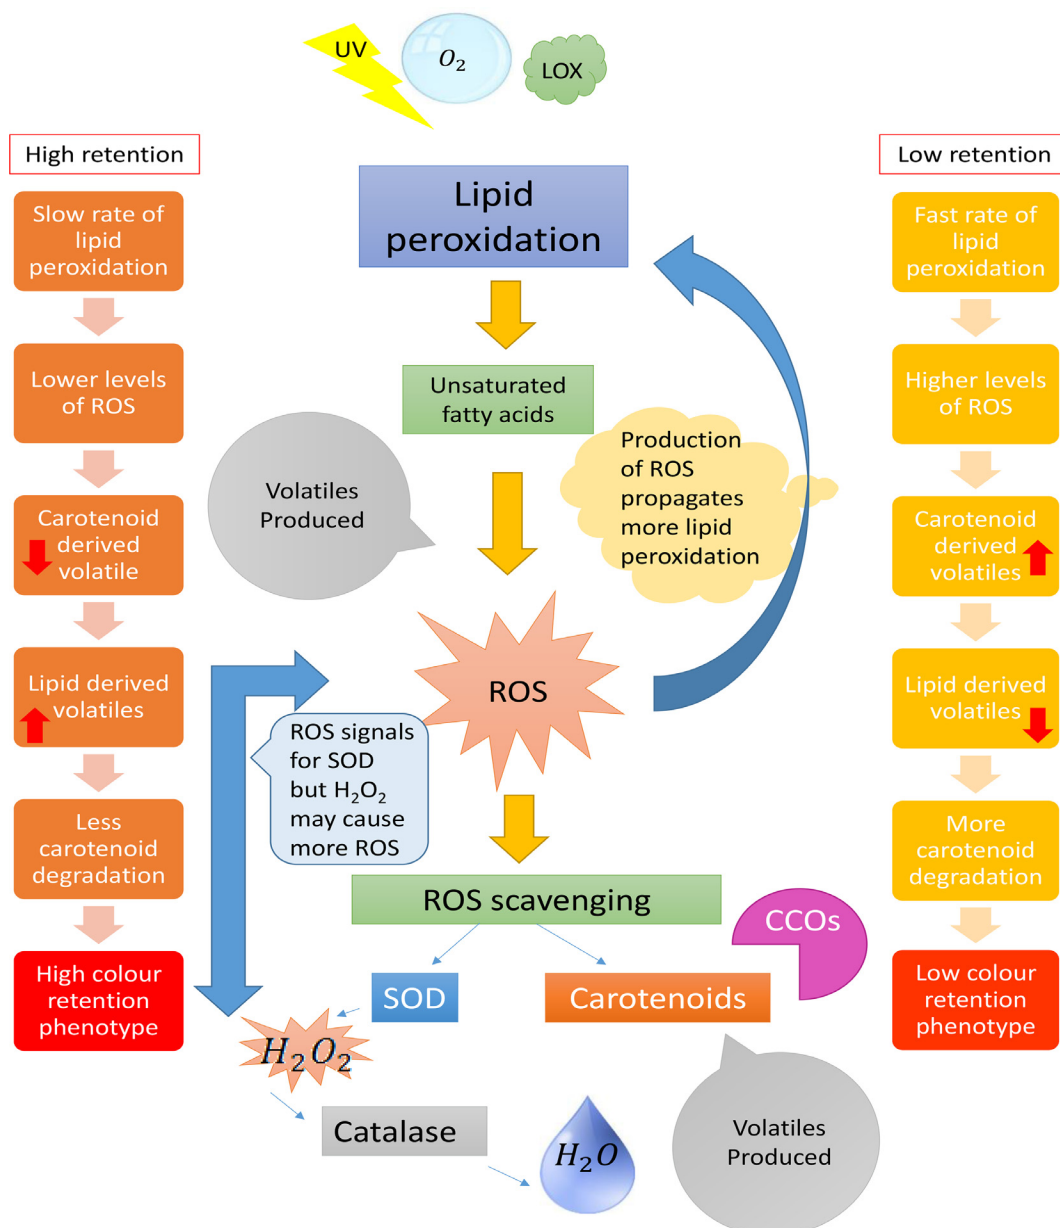 UV
O₂
LOX
High retention
Slow rate of
lipid
peroxidation
Lower levels
of ROS
Carotenoid
derived
volatile
Lipid derived
volatiles
Less
carotenoid
degradation
High colour
retention
phenotype
Lipid
peroxidation
Unsaturated
fatty acids
Volatiles
Produced
Production
of ROS
propagates
more lipid
peroxidation
ROS
ROS signals
for SOD
but H₂O₂
may cause
more ROS
ROS scavenging
CCOs
SOD
Carotenoids
H₂O₂
Catalase
H₂O
Volatiles
Produced
Low retention
Fast rate of
lipid
peroxidation
Higher levels
of ROS
Carotenoid
derived
volatiles
Lipid derived
volatiles
More
carotenoid
degradation
Low colour
retention
phenotype